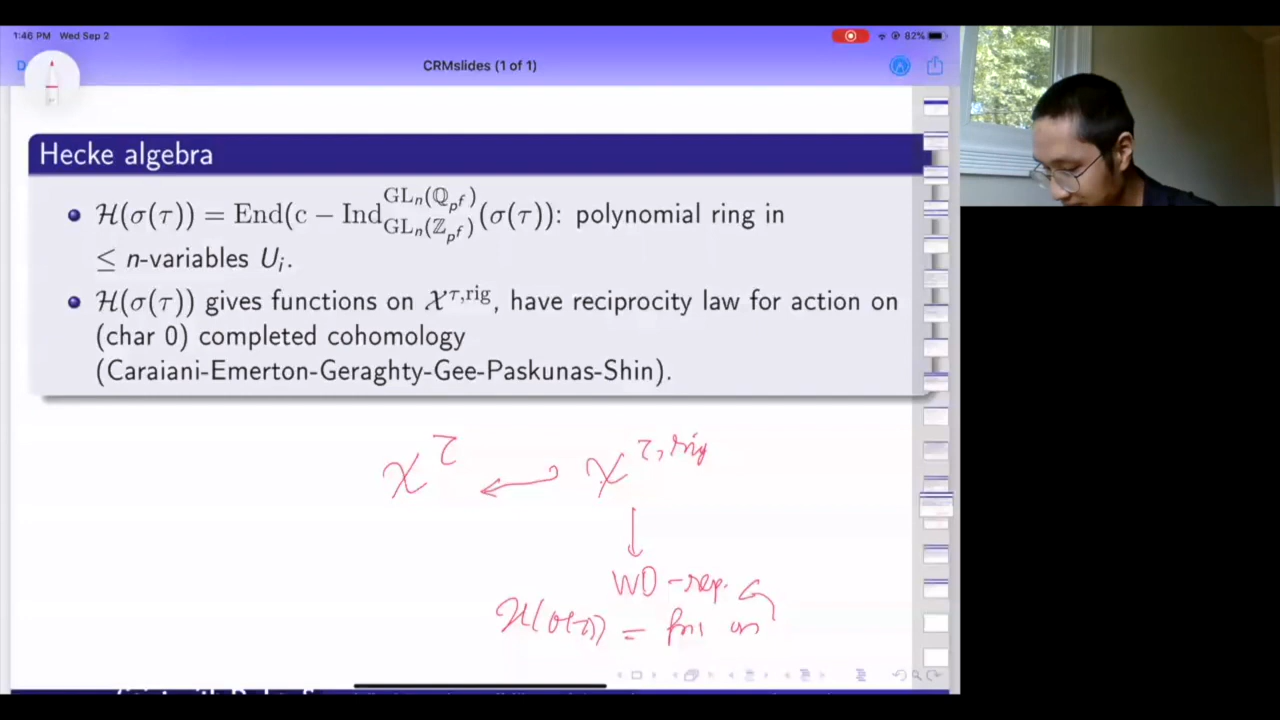 1:46 PM Wed Sep 2
82%
D
CRMslides (1 of 1)
Hecke algebra
• ℋ(σ(τ)) = End(c − Ind_{GL_n(ℤ_{p^f})}^{GL_n(ℚ_{p^f})}(σ(τ)): polynomial ring in
≤ n-variables U_i.
• ℋ(σ(τ)) gives functions on 𝒳^{τ,rig}, have reciprocity law for action on
(char 0) completed cohomology
(Caraiani-Emerton-Geraghty-Gee-Paskunas-Shin).
𝒳^τ ↩ 𝒳^{τ,rig}
↓
WD-rep.
ℋ(σ(τ)) = fns on